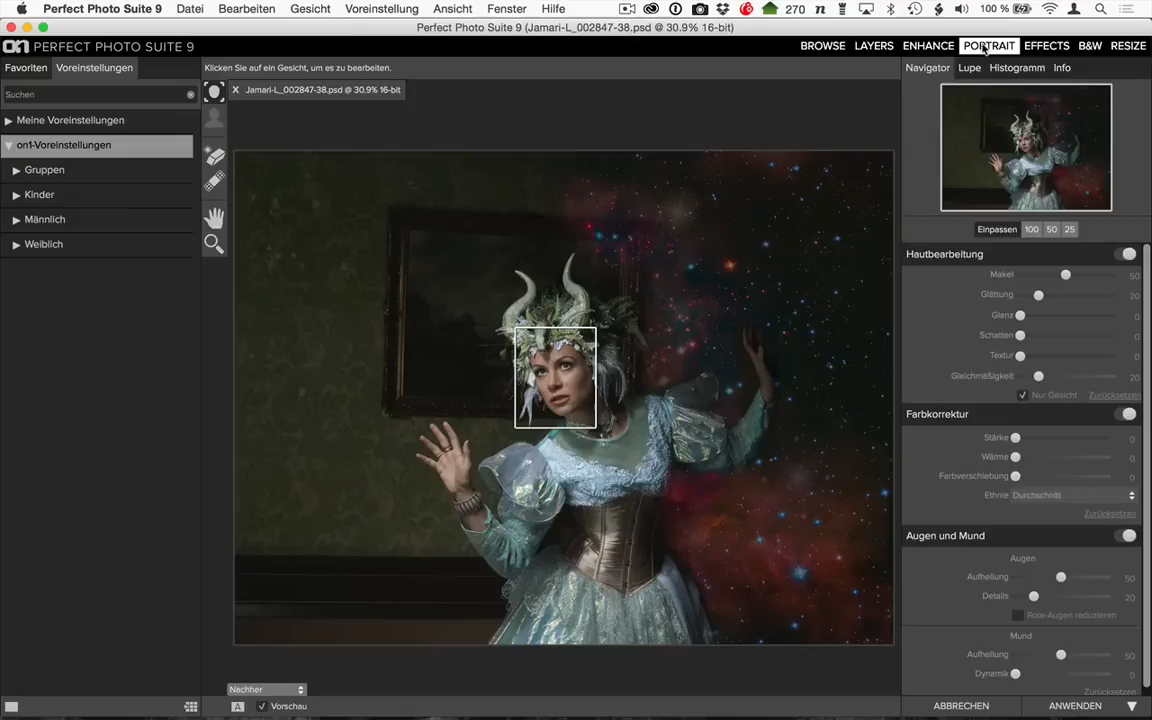 Perfect Photo Suite 9 Datei Bearbeiten Gesicht Voreinstellung Ansicht Fenster Hilfe 270 100 %
Perfect Photo Suite 9 (Jamari-L_002847-38.psd @ 30.9% 16-bit)
on PERFECT PHOTO SUITE 9 BROWSE LAYERS ENHANCE PORTRAIT EFFECTS B&W RESIZE
Favoriten Voreinstellungen Klicken Sie auf ein Gesicht, um es zu bearbeiten. Navigator Lupe Histogramm Info
Suchen
X Jamari-L_002847-38.psd @ 30.9% 16-bit
Meine Voreinstellungen
on1-Voreinstellungen
Gruppen
Kinder
Männlich
Weiblich
Einpassen 100 50 25
Hautbearbeitung
Makel 50
Glättung 20
Glanz 0
Schatten 0
Textur 0
Gleichmäßigkeit 20
Nur Gesicht Zurücksetzen
Farbkorrektur
Stärke 0
Wärme 0
Farbverschiebung 0
Ethnie Durchschnitt
Zurücksetzen
Augen und Mund
Augen
Aufhellung 50
Details 20
Rote-Augen reduzieren
Mund
Aufhellung 50
Dynamik 0
Zurücksetzen
Nachher
A Vorschau
ABBRECHEN ANWENDEN